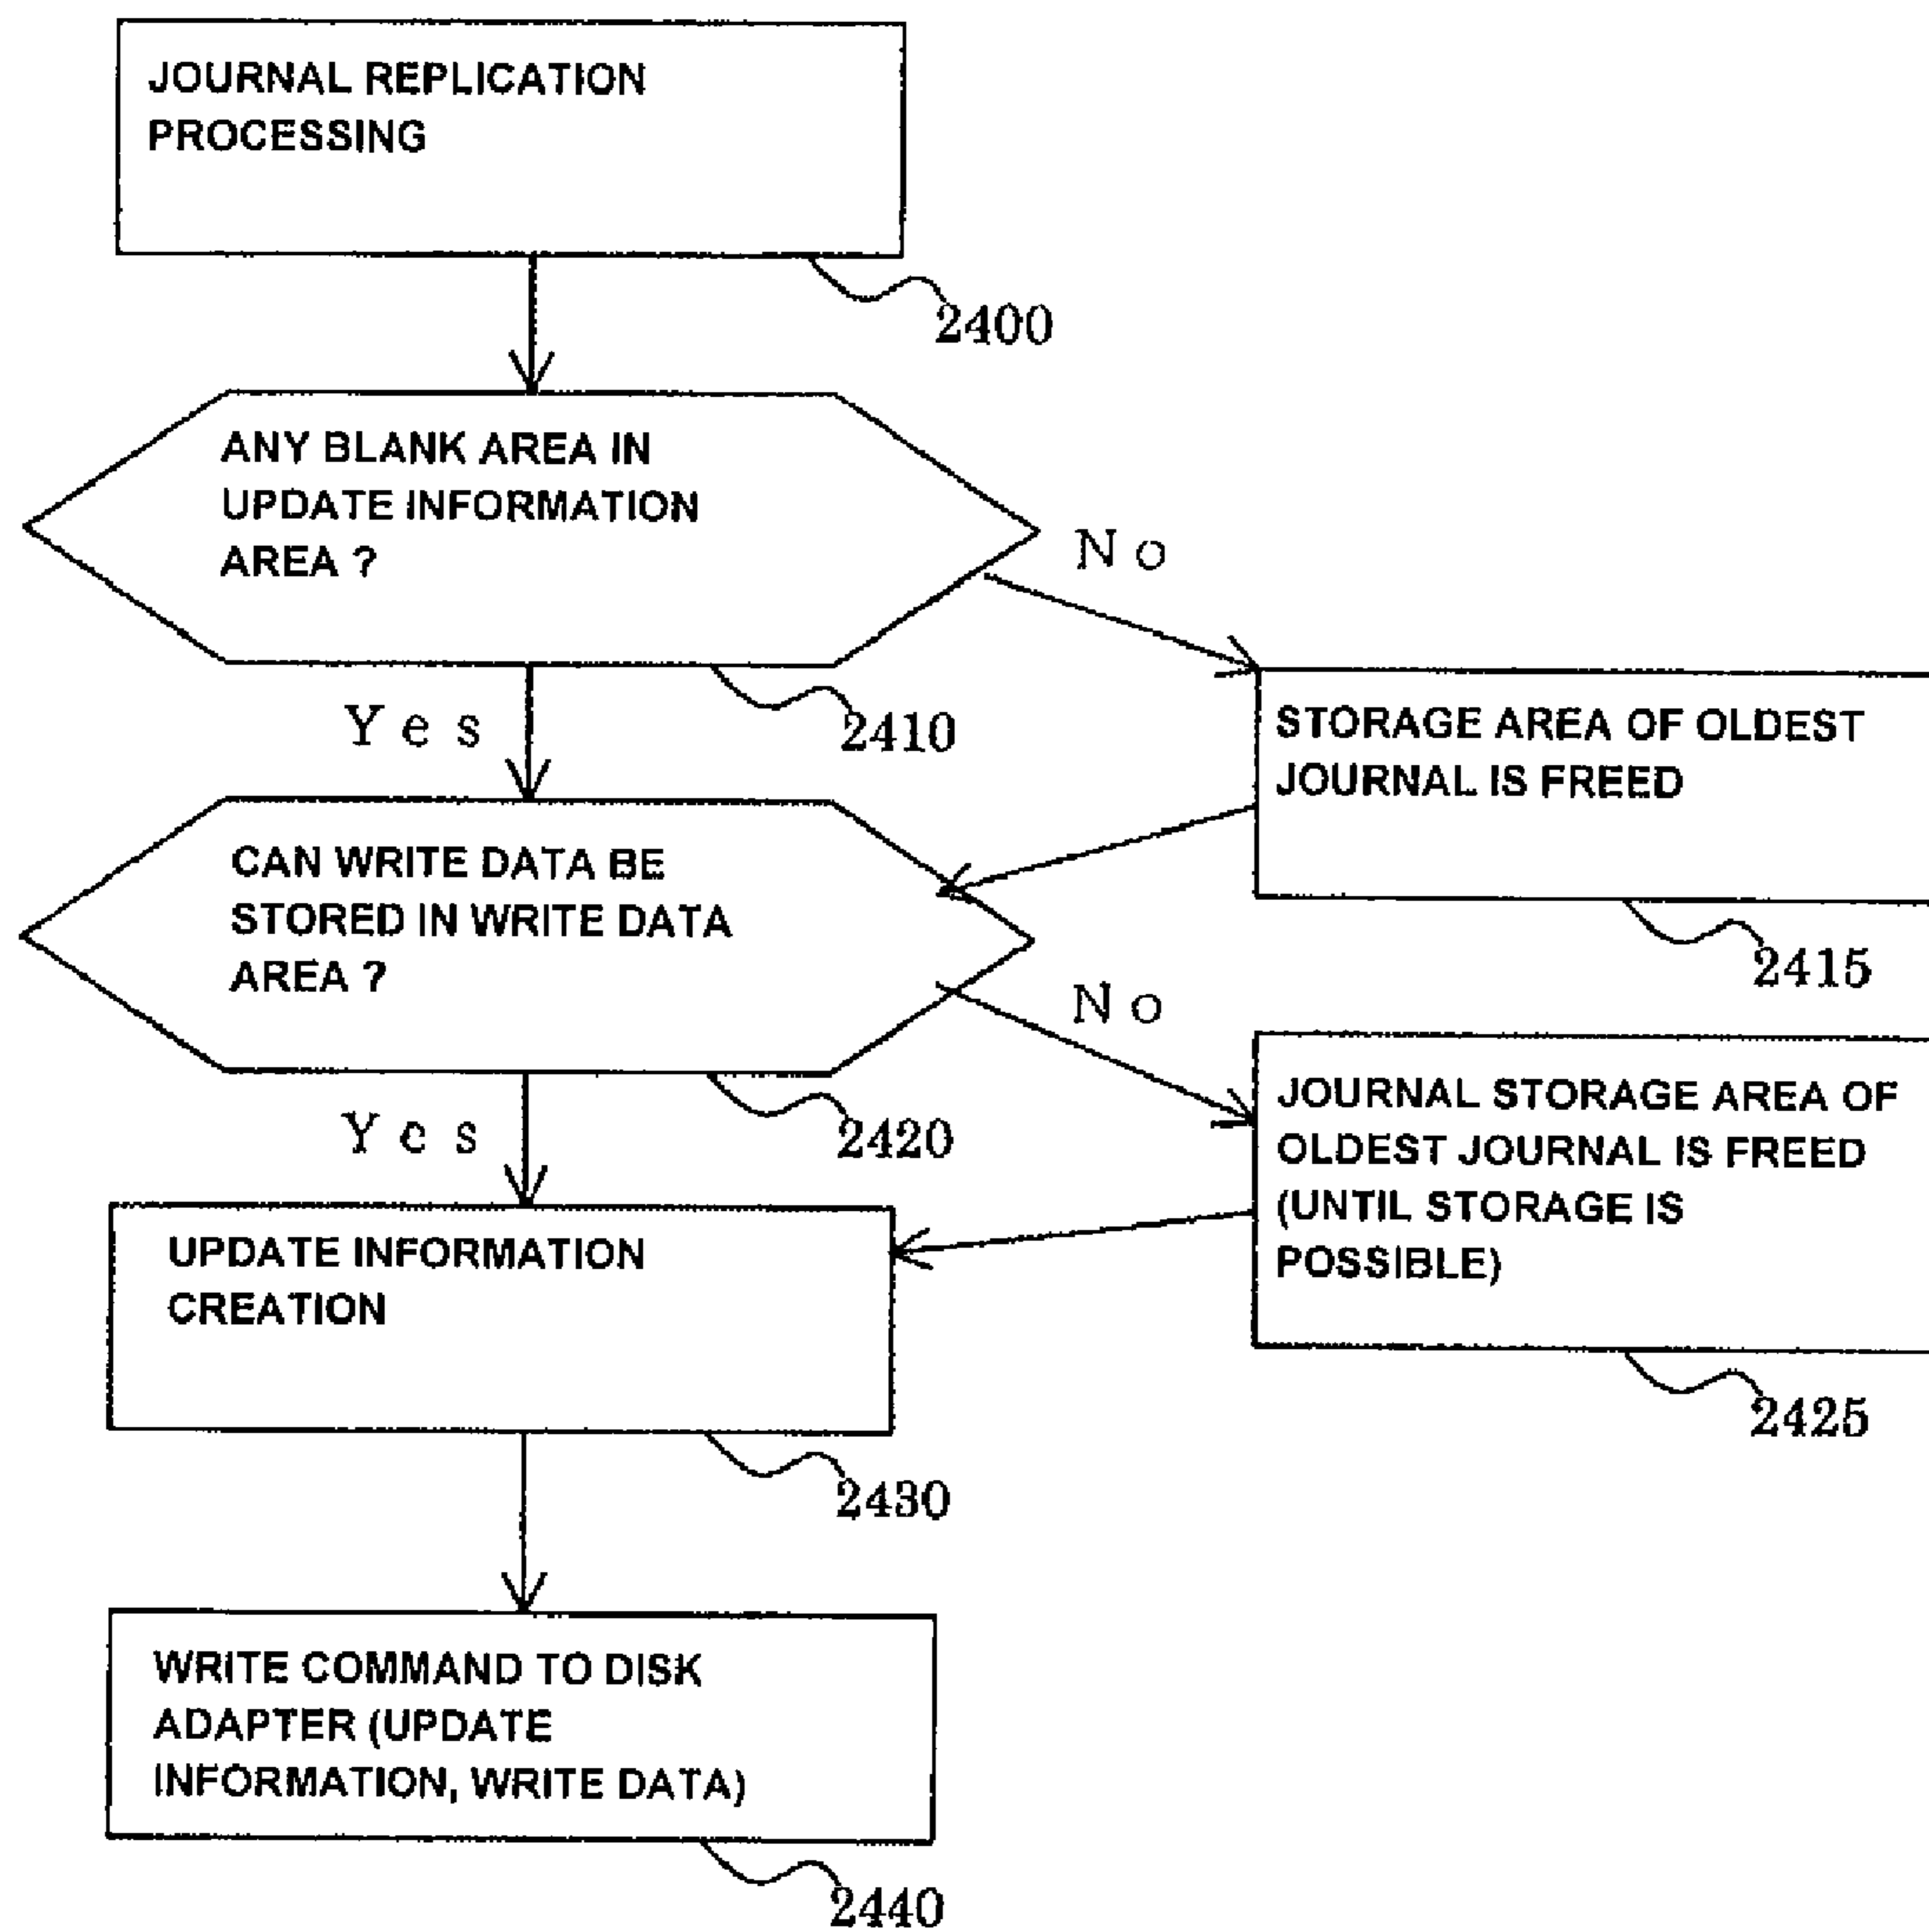 JOURNAL REPLICATION
PROCESSING
2400
ANY BLANK AREA IN
UPDATE INFORMATION
AREA ?
No
Yes
2410
STORAGE AREA OF OLDEST
JOURNAL IS FREED
2415
CAN WRITE DATA BE
STORED IN WRITE DATA
AREA ?
No
Yes
2420
JOURNAL STORAGE AREA OF
OLDEST JOURNAL IS FREED
(UNTIL STORAGE IS
POSSIBLE)
2425
UPDATE INFORMATION
CREATION
2430
WRITE COMMAND TO DISK
ADAPTER (UPDATE
INFORMATION, WRITE DATA)
2440